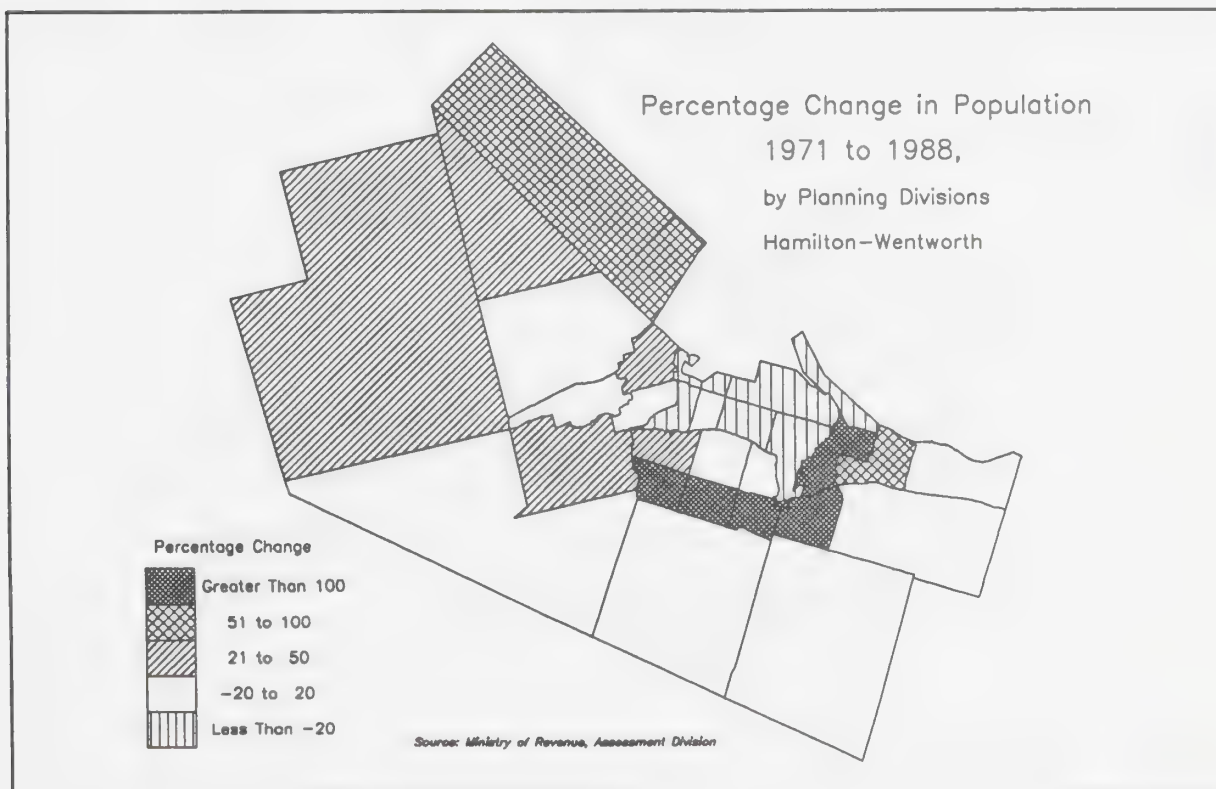 Percentage Change in Population
1971 to 1988,
by Planning Divisions
Hamilton-Wentworth
Percentage Change
Greater Than 100
51 to 100
21 to 50
-20 to 20
Less Than -20
Source: Ministry of Revenue, Assessment Division